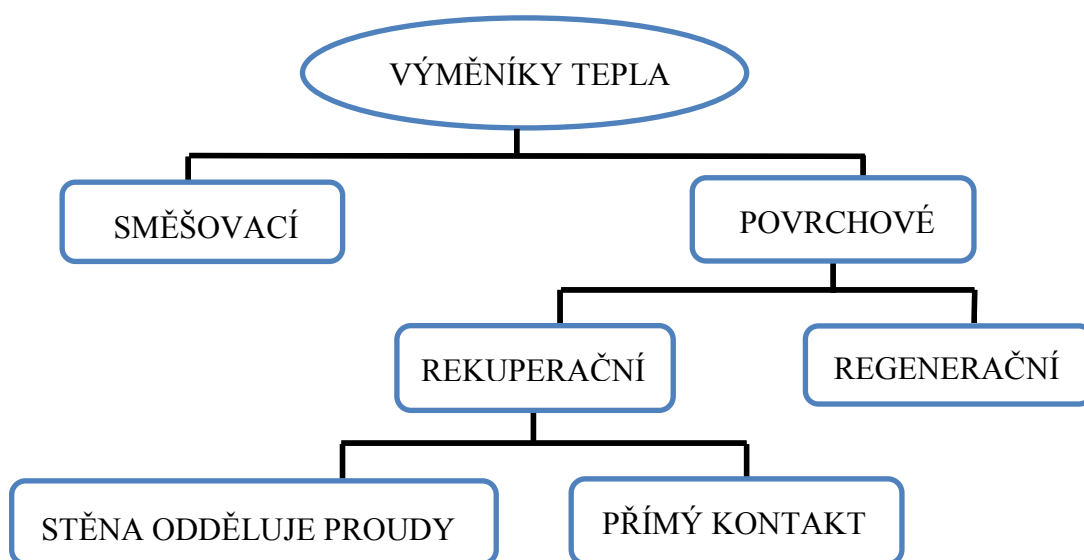 VÝMĚNÍKY TEPLA
SMĚŠOVACÍ
POVRCHOVÉ
REKUPERAČNÍ
REGENERAČNÍ
STĚNA ODDĚLUJE PROUDY
PŘÍMÝ KONTAKT